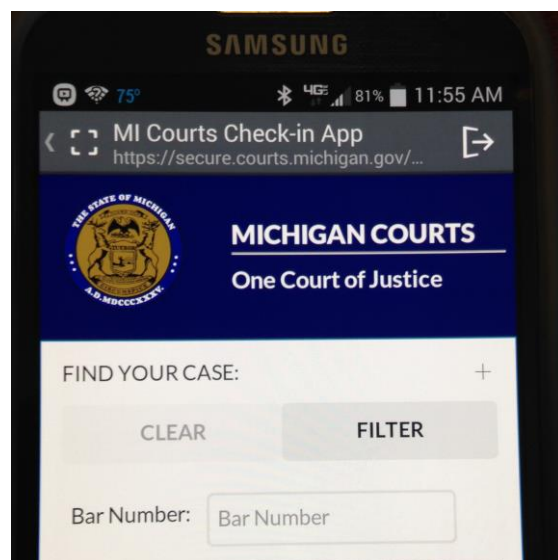 SAMSUNG
75° 4G 81% 11:55 AM
MI Courts Check-in App
https://secure.courts.michigan.gov/...
THE STATE OF MICHIGAN
A.D. MDCCCXXXV.
MICHIGAN COURTS
One Court of Justice
FIND YOUR CASE: +
CLEAR FILTER
Bar Number: Bar Number